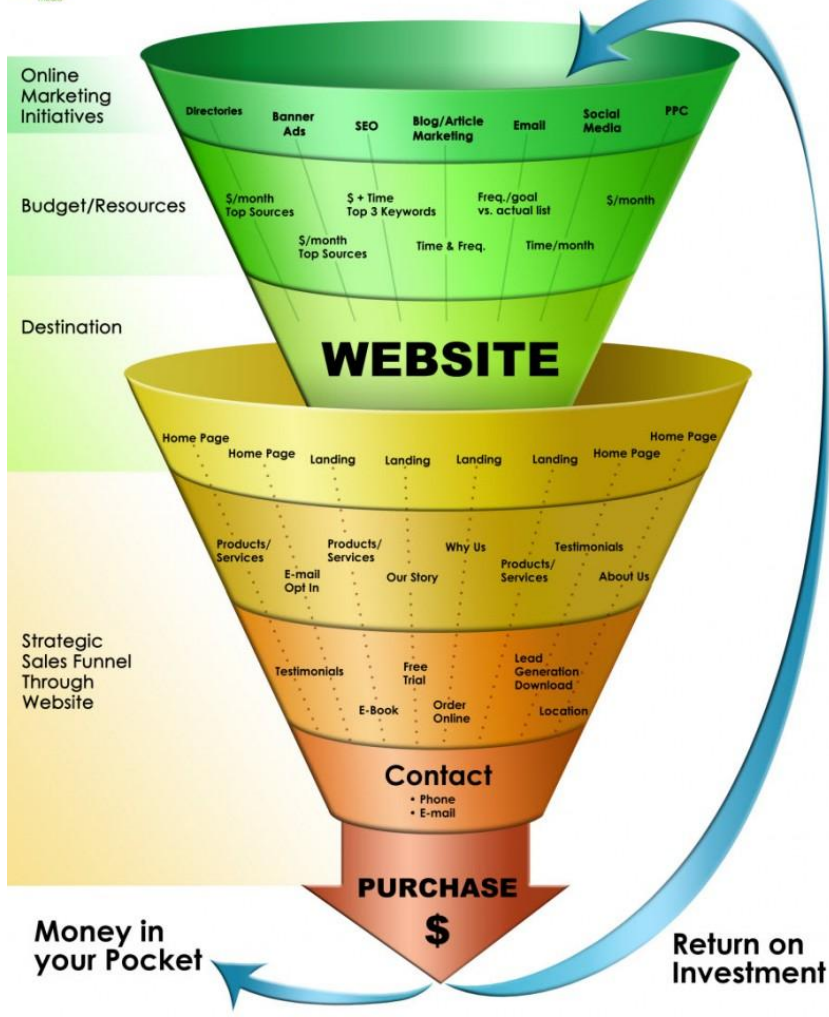 Online
Marketing
Initiatives
Directories
Banner
Ads
SEO
Blog/Article
Marketing
Email
Social
Media
PPC
Budget/Resources
$/month
Top Sources
$ + Time
Top 3 Keywords
Freq./goal
vs. actual list
$/month
$/month
Top Sources
Time & Freq.
Time/month
Destination
WEBSITE
Home Page
Home Page
Landing
Landing
Landing
Landing
Home Page
Home Page
Strategic
Sales Funnel
Through
Website
Products/
Services
E-mail
Opt In
Products/
Services
Our Story
Why Us
Products/
Services
Testimonials
About Us
Testimonials
Free
Trial
Lead
Generation
Download
E-Book
Order
Online
Location
Contact
• Phone
• E-mail
PURCHASE
$
Money in
your Pocket
Return on
Investment